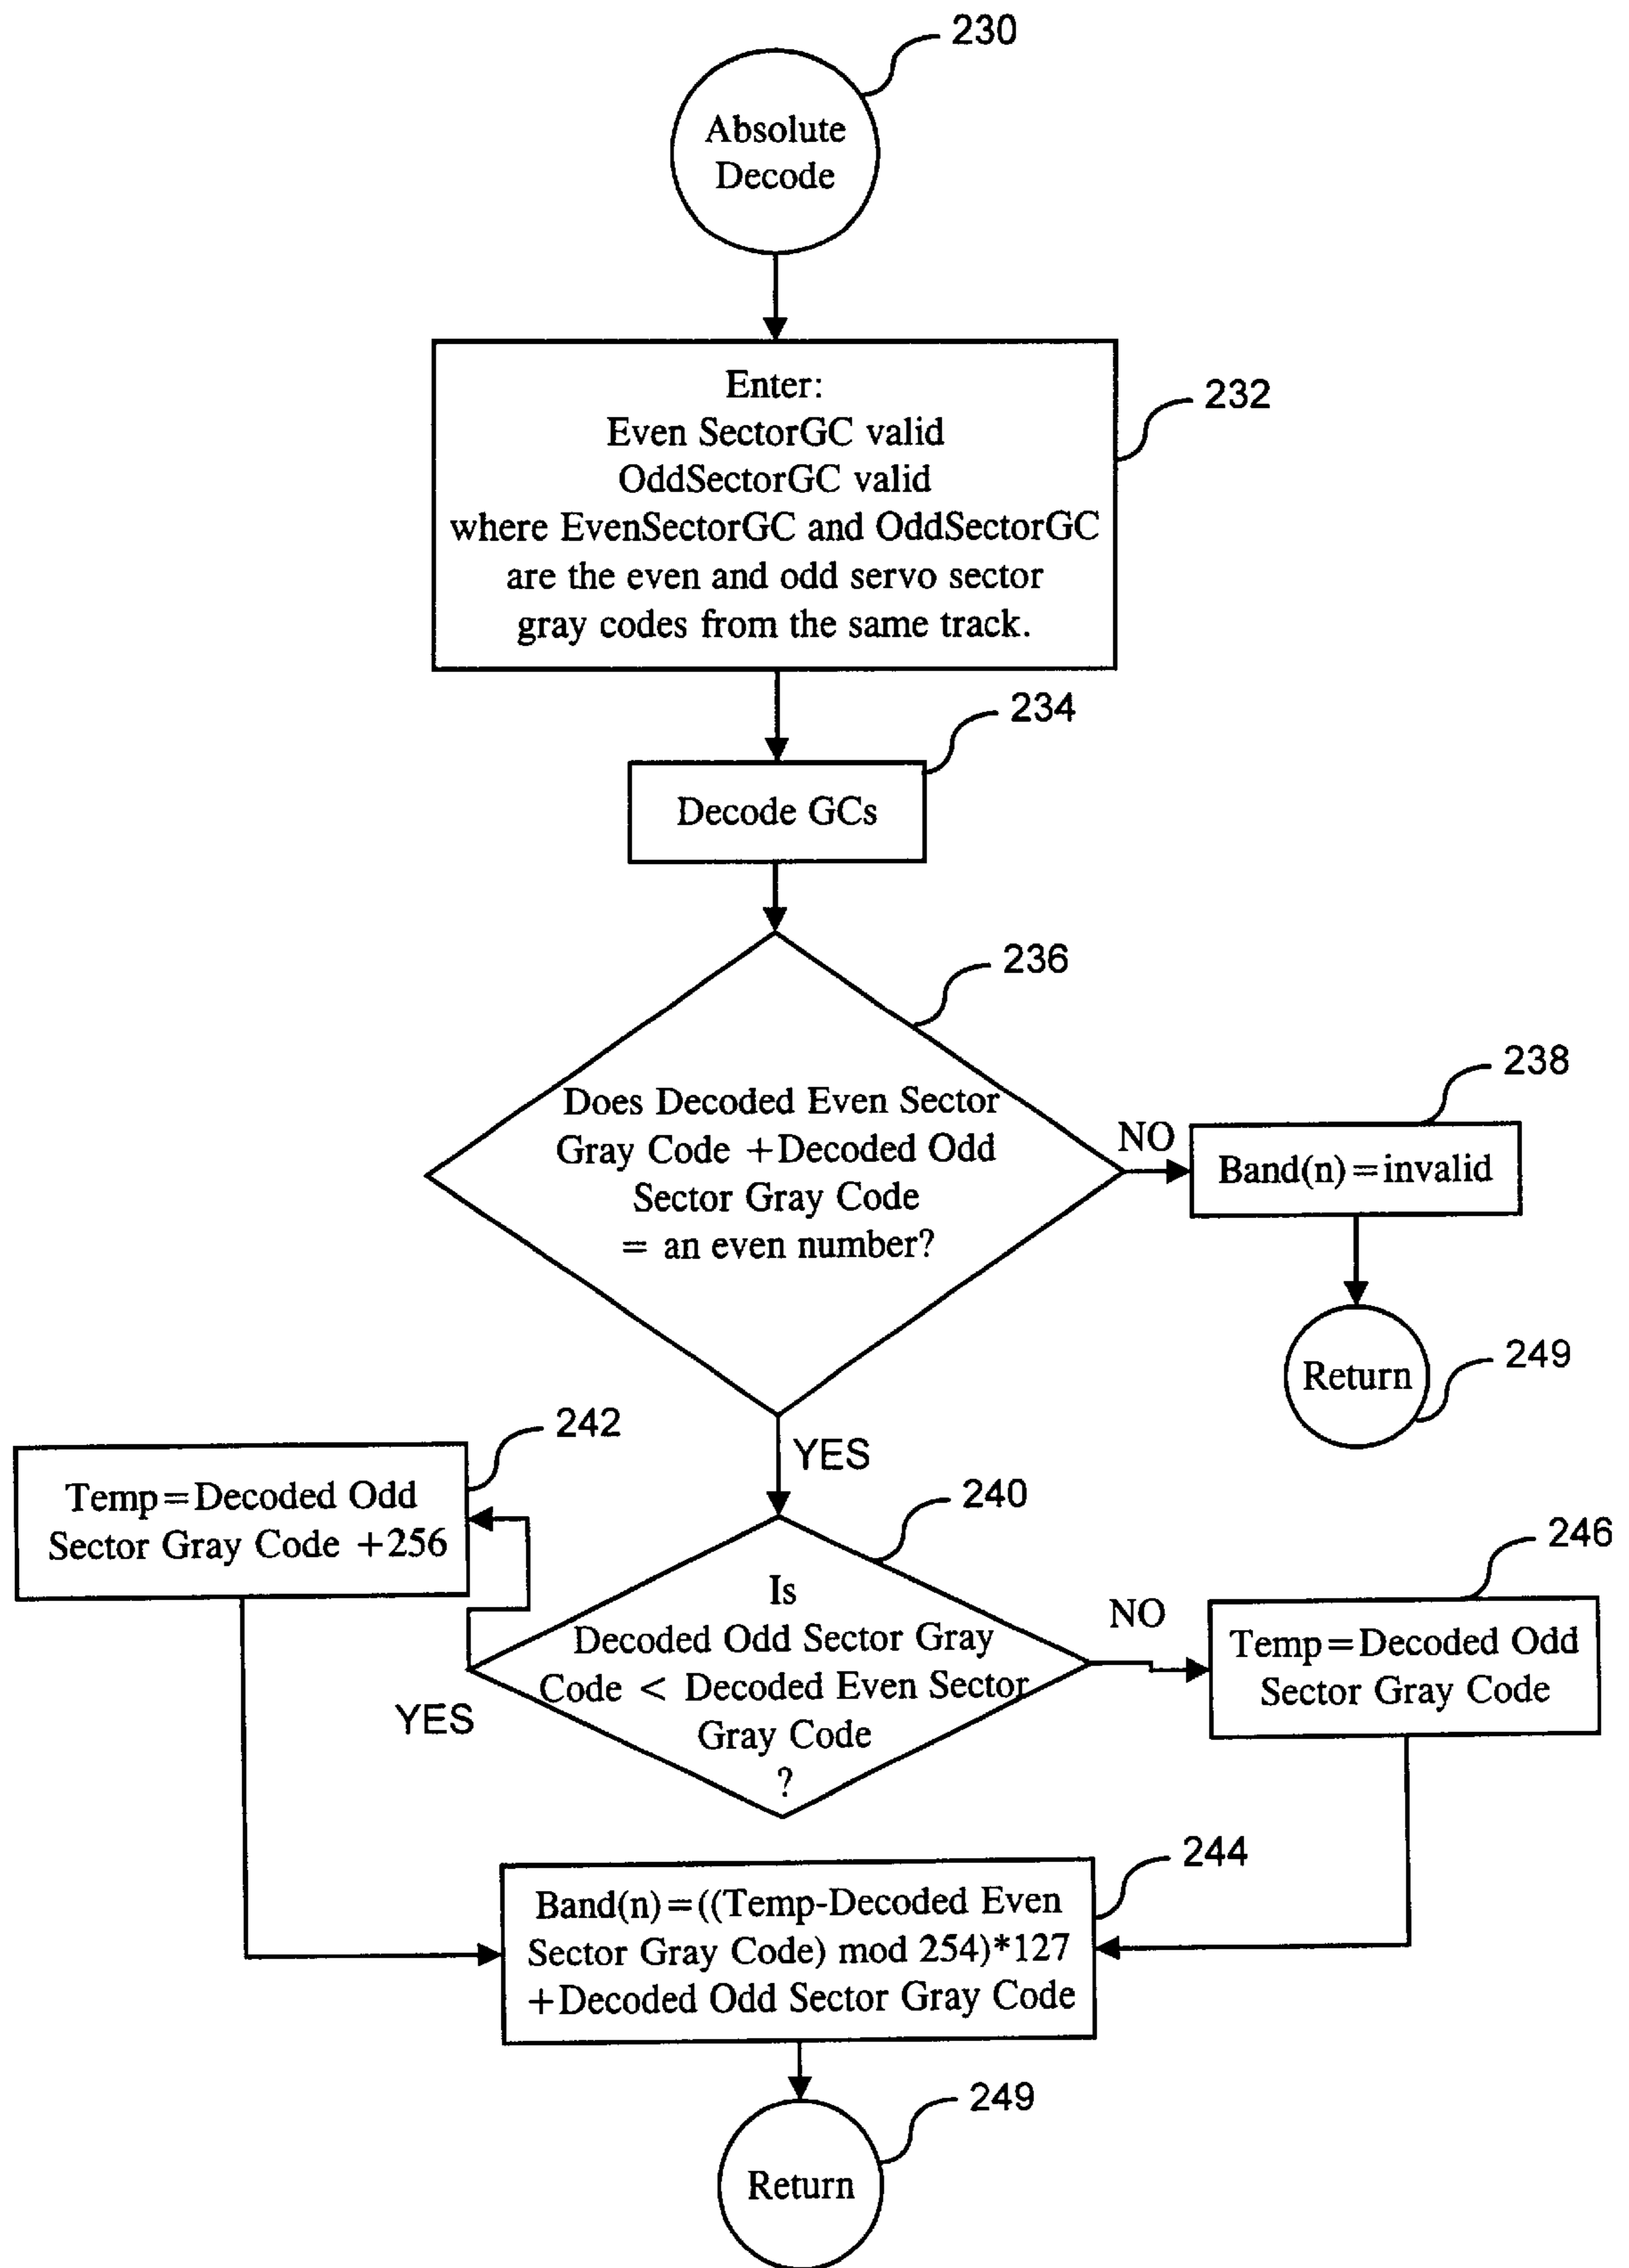 230
Absolute
Decode
Enter:
Even SectorGC valid
OddSectorGC valid
where EvenSectorGC and OddSectorGC
are the even and odd servo sector
gray codes from the same track.
232
234
Decode GCs
236
Does Decoded Even Sector
Gray Code +Decoded Odd
Sector Gray Code
= an even number?
NO
238
Band(n)=invalid
Return
249
YES
242
Temp=Decoded Odd
Sector Gray Code +256
240
Is
Decoded Odd Sector Gray
Code < Decoded Even Sector
Gray Code
?
YES
NO
246
Temp=Decoded Odd
Sector Gray Code
244
Band(n)=((Temp-Decoded Even
Sector Gray Code) mod 254)*127
+Decoded Odd Sector Gray Code
249
Return